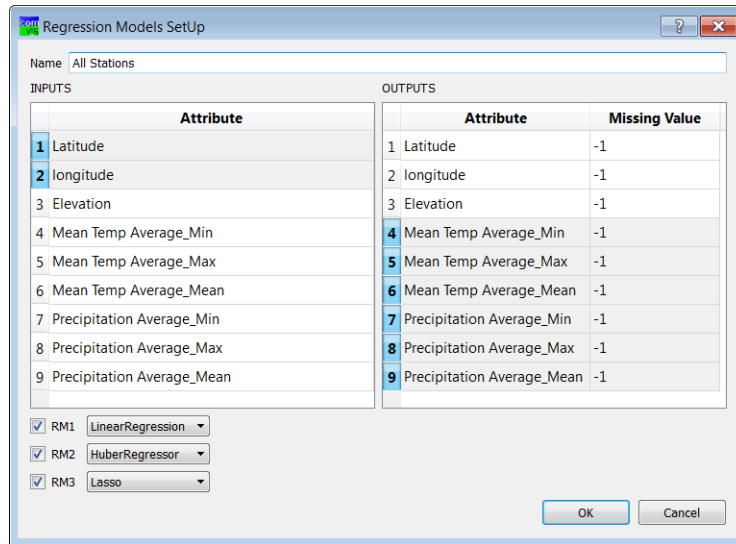 com
vis
Regression Models SetUp
?
Name All Stations
INPUTS
OUTPUTS
Attribute
1 Latitude
2 longitude
3 Elevation
4 Mean Temp Average_Min
5 Mean Temp Average_Max
6 Mean Temp Average_Mean
7 Precipitation Average_Min
8 Precipitation Average_Max
9 Precipitation Average_Mean
Attribute Missing Value
1 Latitude -1
2 longitude -1
3 Elevation -1
4 Mean Temp Average_Min -1
5 Mean Temp Average_Max -1
6 Mean Temp Average_Mean -1
7 Precipitation Average_Min -1
8 Precipitation Average_Max -1
9 Precipitation Average_Mean -1
RM1 LinearRegression
RM2 HuberRegressor
RM3 Lasso
OK Cancel